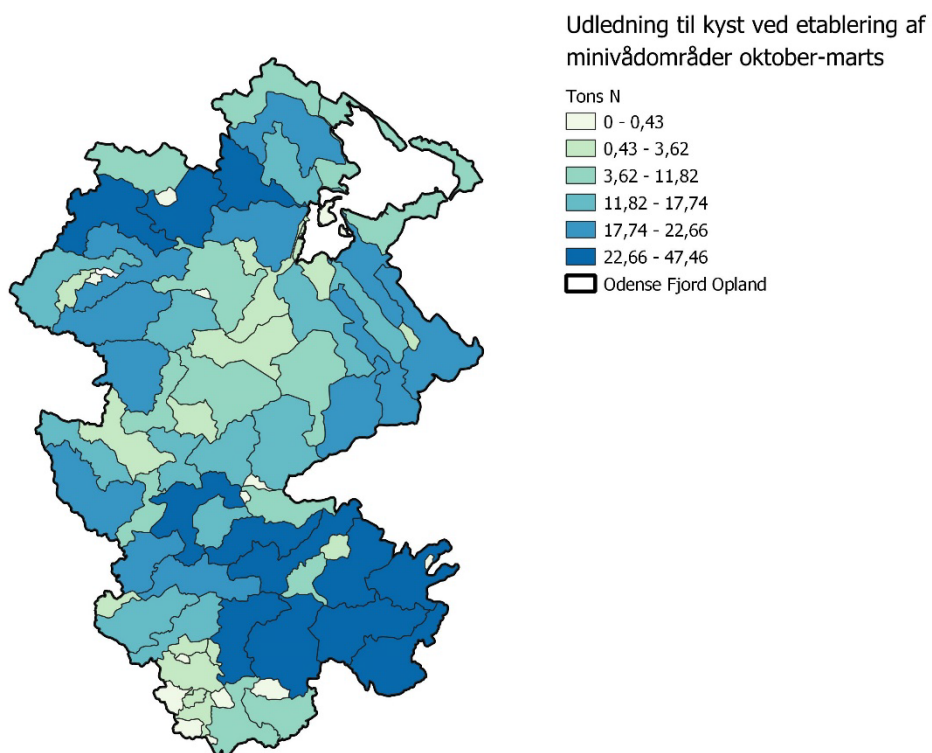 Udledning til kyst ved etablering af
minivådområder oktober-marts
Tons N
0 - 0,43
0,43 - 3,62
3,62 - 11,82
11,82 - 17,74
17,74 - 22,66
22,66 - 47,46
Odense Fjord Opland